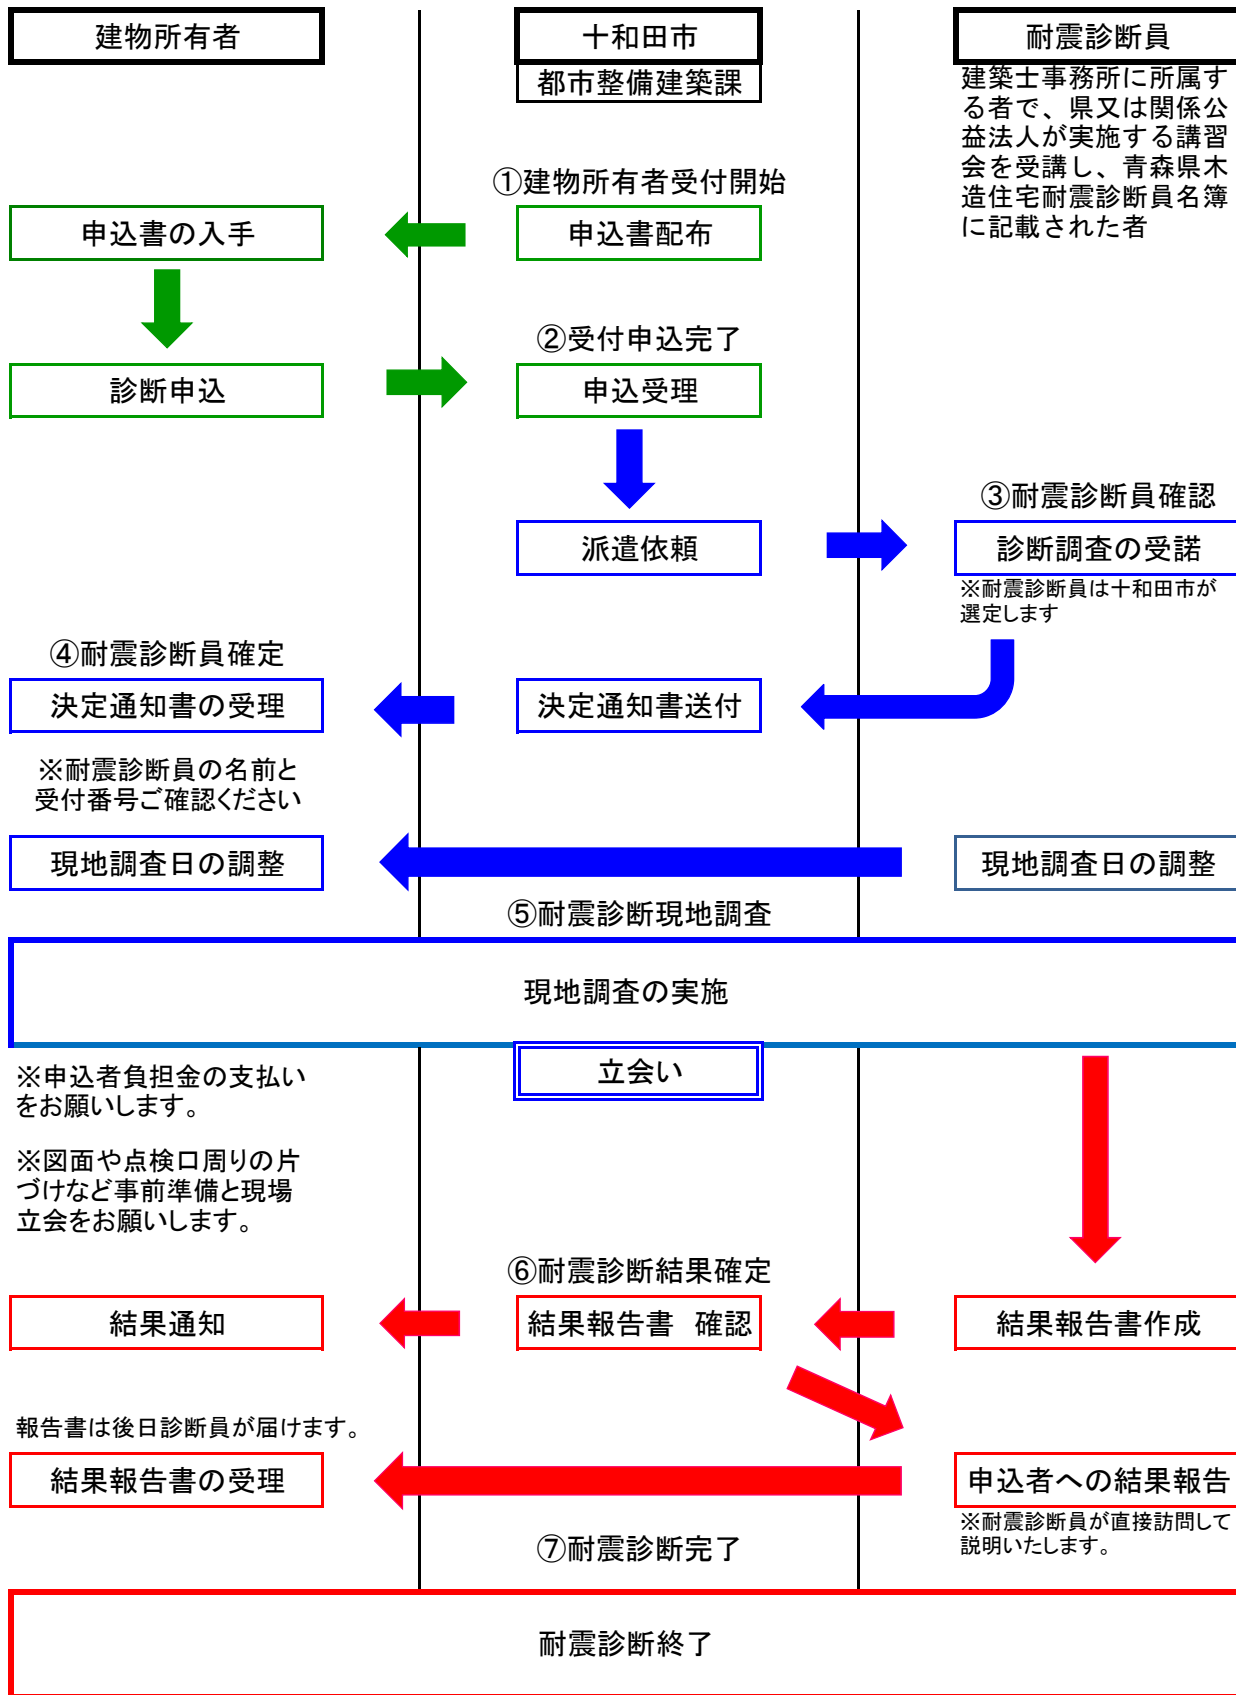 建物所有者
十和田市
都市整備建築課
耐震診断員
建築士事務所に所属す
る者で、県又は関係公
益法人が実施する講習
会を受講し、青森県木
造住宅耐震診断員名簿
に記載された者
①建物所有者受付開始
申込書の入手
申込書配布
②受付申込完了
診断申込
申込受理
③耐震診断員確認
派遣依頼
診断調査の受諾
※耐震診断員は十和田市が
選定します
④耐震診断員確定
決定通知書の受理
決定通知書送付
※耐震診断員の名前と
受付番号ご確認ください
現地調査日の調整
現地調査日の調整
⑤耐震診断現地調査
現地調査の実施
立会い
※申込者負担金の支払い
をお願いします。
※図面や点検口周りの片
づけなど事前準備と現場
立会をお願いします。
⑥耐震診断結果確定
結果通知
結果報告書　確認
結果報告書作成
報告書は後日診断員が届けます。
結果報告書の受理
申込者への結果報告
※耐震診断員が直接訪問して
説明いたします。
⑦耐震診断完了
耐震診断終了